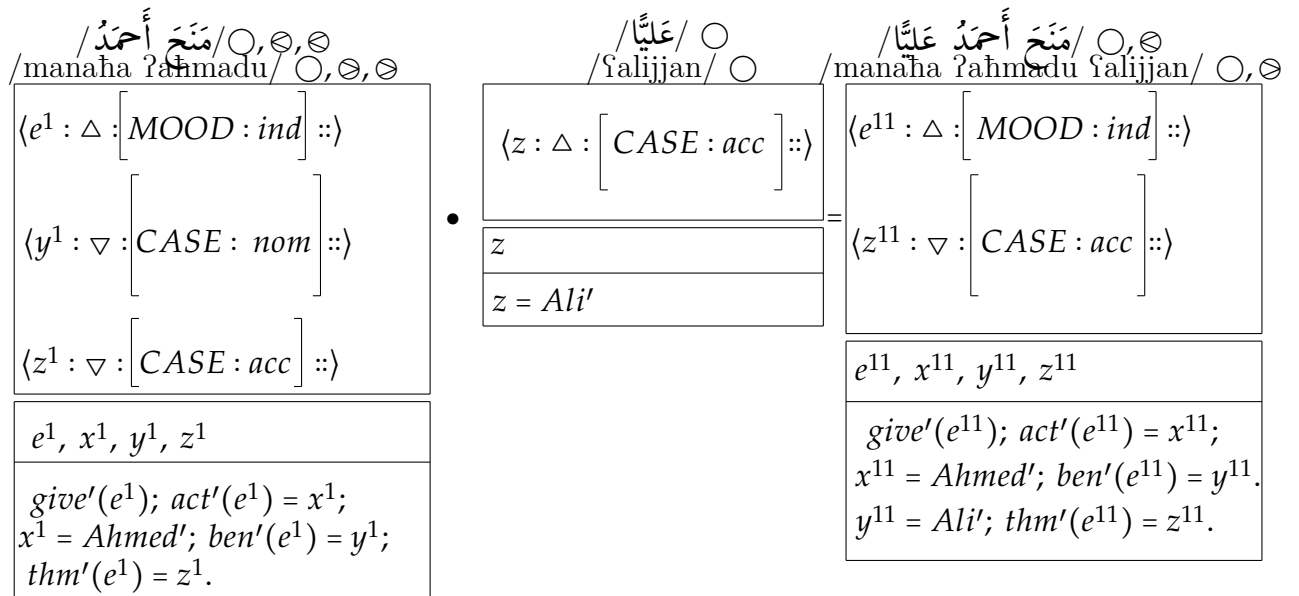 /مَنَحَ أَحمَدُ/◯,⊘,⊘
/manaħa ʔaħmadu/ ◯,⊘,⊘
⟨e¹ : △ :[MOOD : ind] ::⟩
⟨y¹ : ▽ :[CASE : nom] ::⟩
⟨z¹ : ▽ :[CASE : acc] ::⟩
e¹, x¹, y¹, z¹
give′(e¹); act′(e¹) = x¹;
x¹ = Ahmed′; ben′(e¹) = y¹;
thm′(e¹) = z¹.
•
/عَليًّا/ ◯
/ʕalijjan/ ◯
⟨z : △ :[ CASE : acc ] ::⟩
z
z = Ali′
=
/مَنَحَ أَحمَدُ عَليًّا/ ◯,⊘
/manaħa ʔaħmadu ʕalijjan/ ◯,⊘
⟨e¹¹ : △ :[ MOOD : ind] ::⟩
⟨z¹¹ : ▽ :[ CASE : acc] ::⟩
e¹¹, x¹¹, y¹¹, z¹¹
give′(e¹¹); act′(e¹¹) = x¹¹;
x¹¹ = Ahmed′; ben′(e¹¹) = y¹¹.
y¹¹ = Ali′; thm′(e¹¹) = z¹¹.